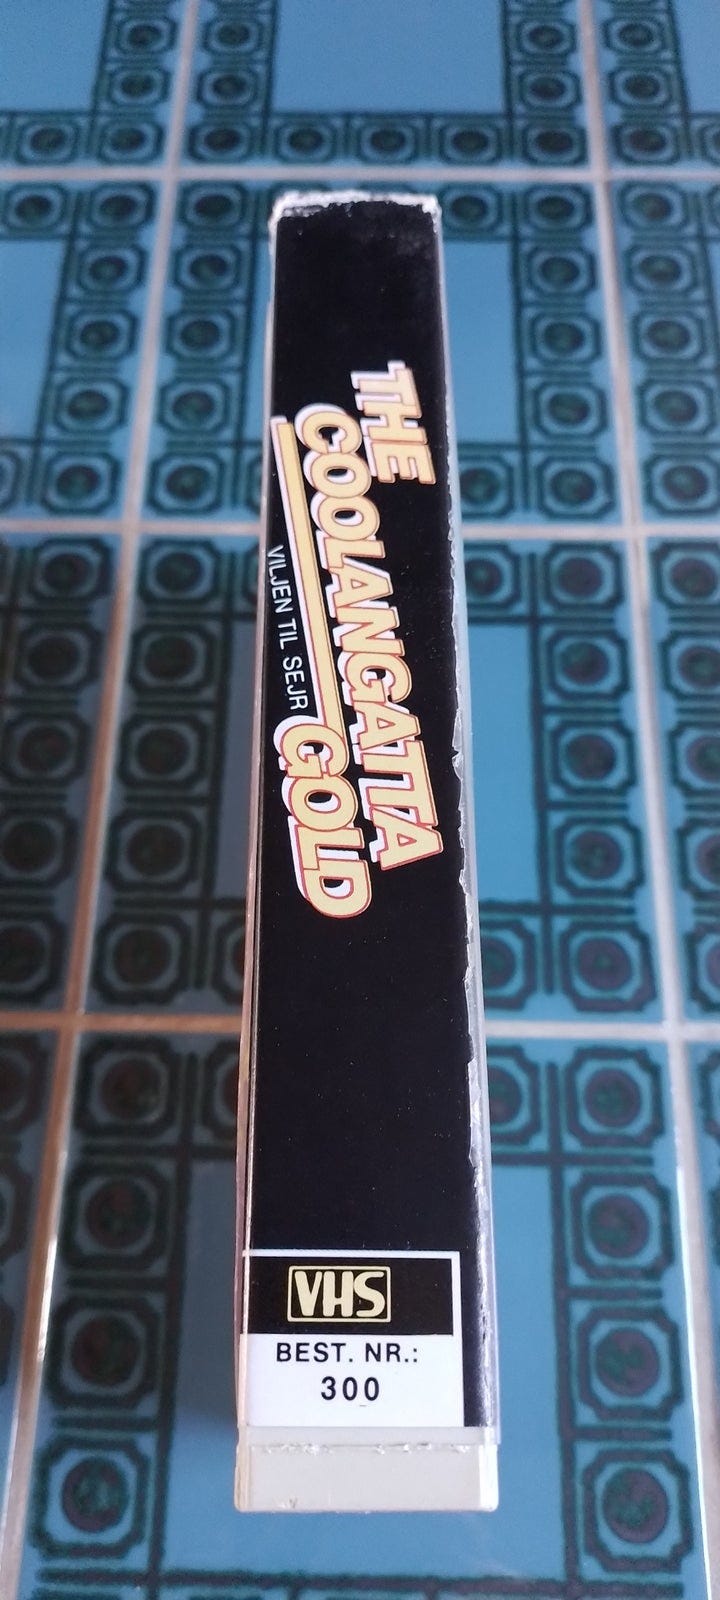 THE
COOLANGATTA
GOLD
VILJEN TIL SEJR
VHS
BEST. NR.:
300